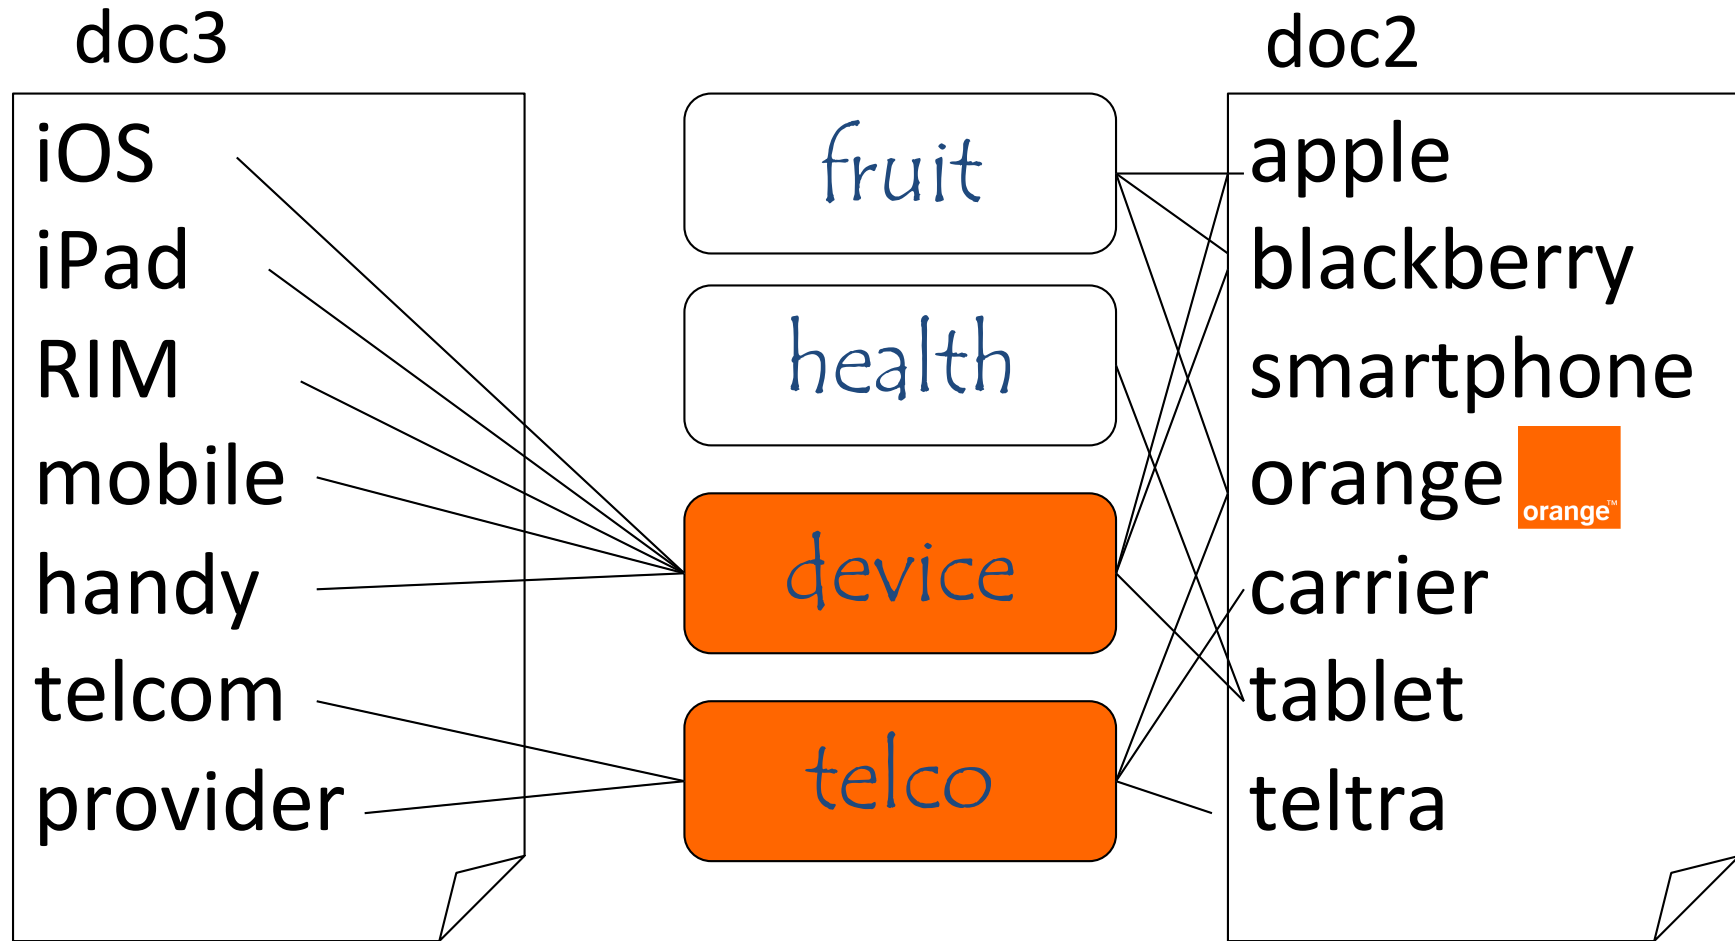 doc3
iOS
iPad
RIM
mobile
handy
telcom
provider
fruit
health
device
telco
doc2
apple
blackberry
smartphone
orange
orange™
carrier
tablet
teltra